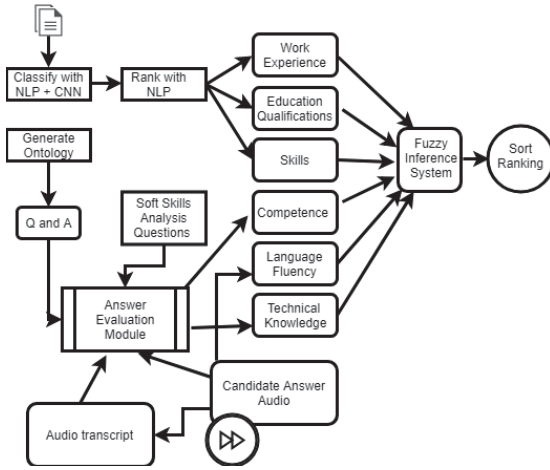 Classify with
NLP + CNN
Rank with
NLP
Work
Experience
Education
Qualifications
Skills
Fuzzy
Inference
System
Sort
Ranking
Generate
Ontology
Q and A
Soft Skills
Analysis
Questions
Competence
Language
Fluency
Technical
Knowledge
Answer
Evaluation
Module
Candidate Answer
Audio
Audio transcript